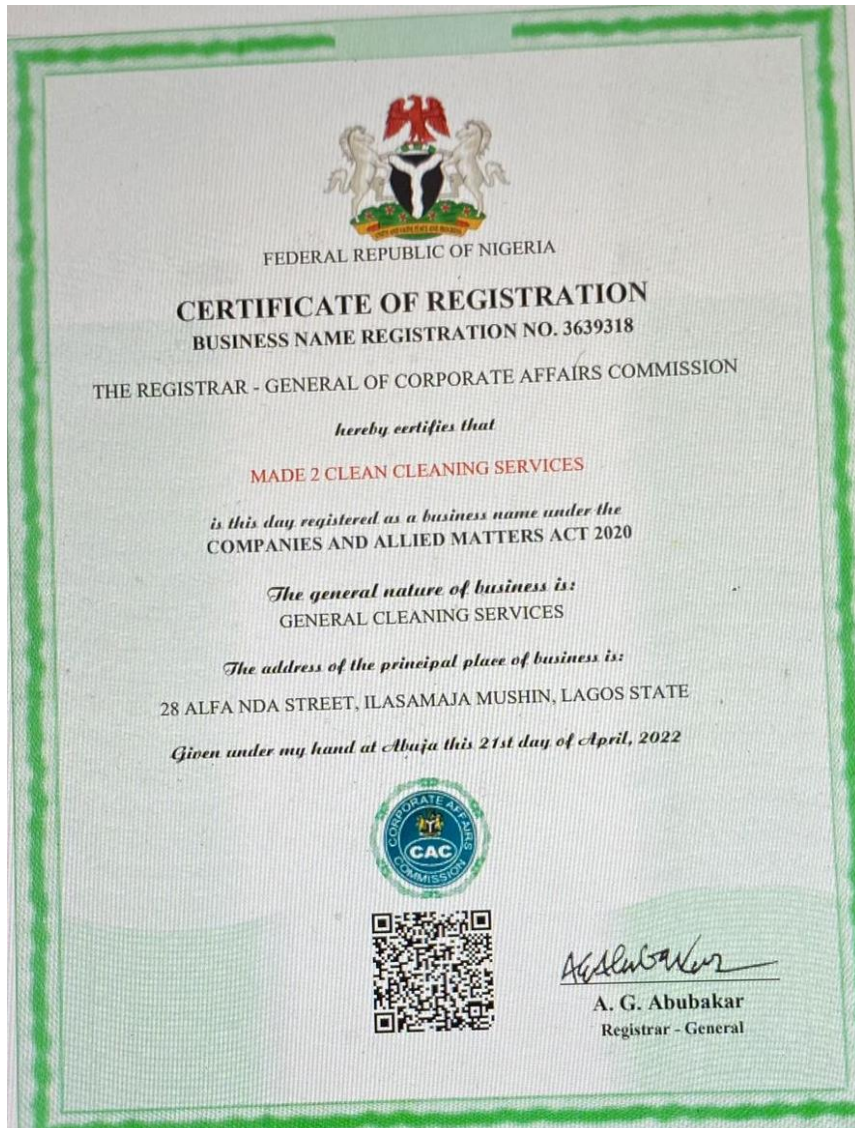 FEDERAL REPUBLIC OF NIGERIA
CERTIFICATE OF REGISTRATION
BUSINESS NAME REGISTRATION NO. 3639318
THE REGISTRAR - GENERAL OF CORPORATE AFFAIRS COMMISSION
hereby certifies that
MADE 2 CLEAN CLEANING SERVICES
is this day registered as a business name under the
COMPANIES AND ALLIED MATTERS ACT 2020
The general nature of business is:
GENERAL CLEANING SERVICES
The address of the principal place of business is:
28 ALFA NDA STREET, ILASAMAJA MUSHIN, LAGOS STATE
Given under my hand at Abuja this 21st day of April, 2022
CORPORATE AFFAIRS
CAC
COMMISSION
A. G. Abubakar
Registrar - General